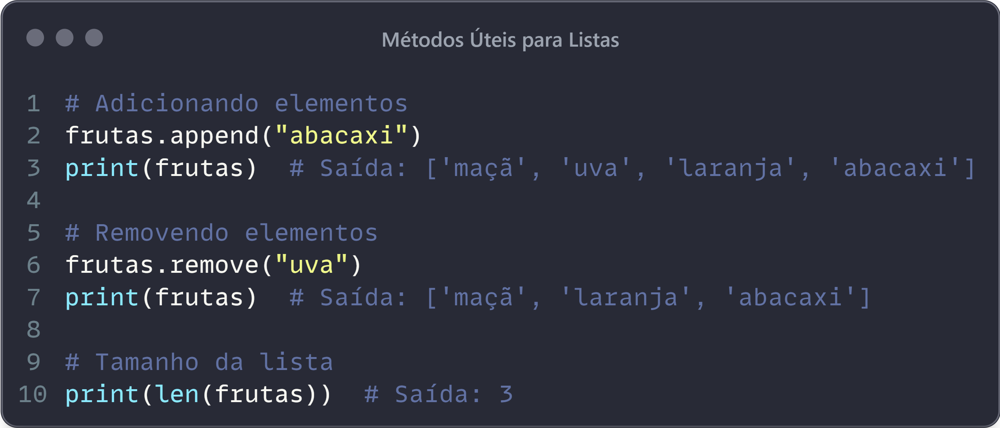 Métodos Úteis para Listas
1 # Adicionando elementos
2 frutas.append("abacaxi")
3 print(frutas)  # Saída: ['maçã', 'uva', 'laranja', 'abacaxi']
4
5 # Removendo elementos
6 frutas.remove("uva")
7 print(frutas)  # Saída: ['maçã', 'laranja', 'abacaxi']
8
9 # Tamanho da lista
10 print(len(frutas))  # Saída: 3